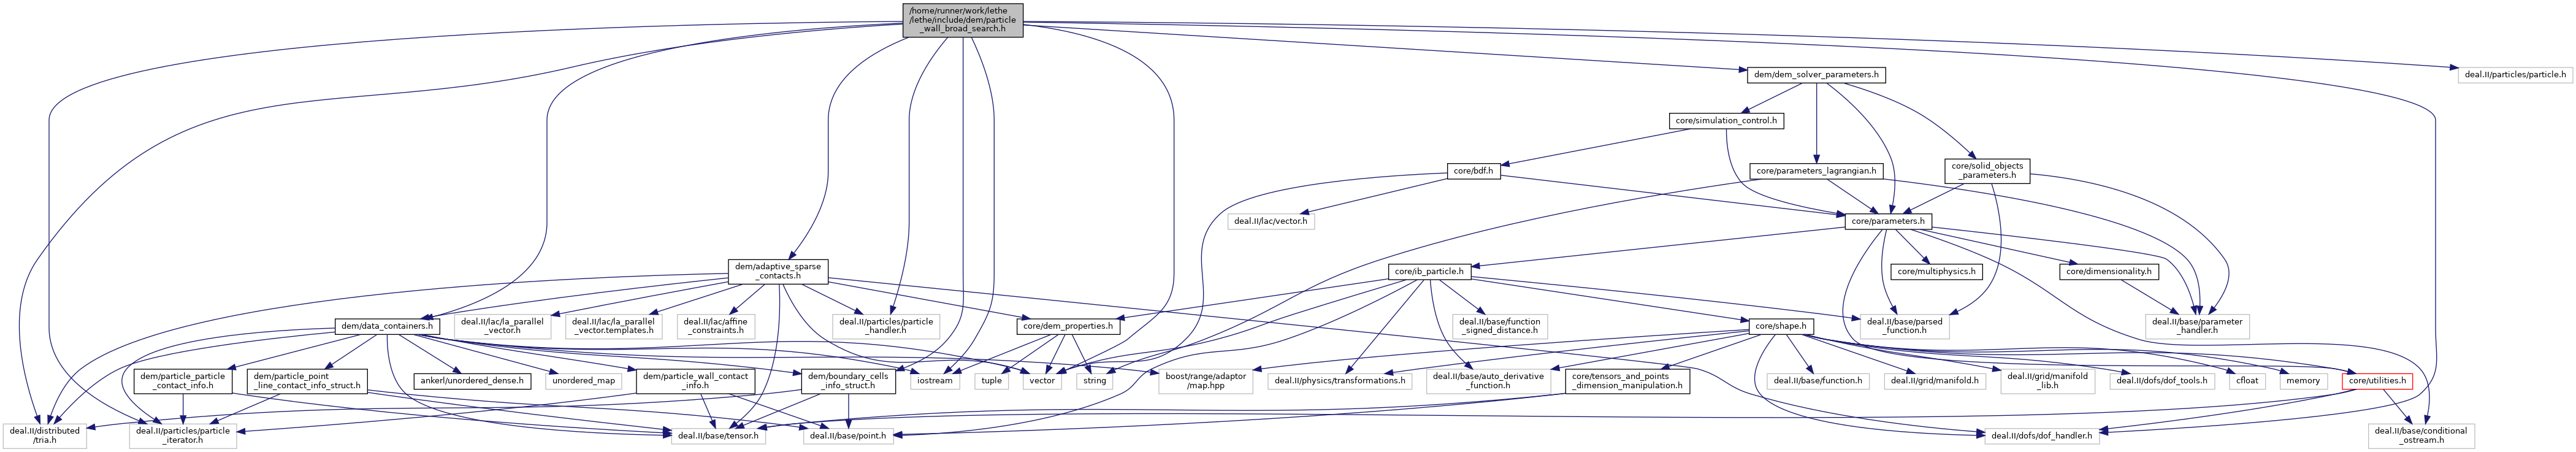 /home/runner/work/lethe
/lethe/include/dem/particle
_wall_broad_search.h
dem/dem_solver_parameters.h
deal.II/particles/particle.h
core/simulation_control.h
core/bdf.h
core/parameters_lagrangian.h
core/solid_objects
_parameters.h
deal.II/lac/vector.h
core/parameters.h
dem/adaptive_sparse
_contacts.h
core/ib_particle.h
core/multiphysics.h
core/dimensionality.h
dem/data_containers.h
deal.II/lac/la_parallel
_vector.h
deal.II/lac/la_parallel
_vector.templates.h
deal.II/lac/affine
_constraints.h
deal.II/particles/particle
_handler.h
core/dem_properties.h
deal.II/base/function
_signed_distance.h
core/shape.h
deal.II/base/parsed
_function.h
deal.II/base/parameter
_handler.h
dem/particle_particle
_contact_info.h
dem/particle_point
_line_contact_info_struct.h
ankerl/unordered_dense.h
unordered_map
dem/particle_wall_contact
_info.h
dem/boundary_cells
_info_struct.h
iostream
tuple
vector
string
boost/range/adaptor
/map.hpp
deal.II/physics/transformations.h
deal.II/base/auto_derivative
_function.h
core/tensors_and_points
_dimension_manipulation.h
deal.II/base/function.h
deal.II/grid/manifold.h
deal.II/grid/manifold
_lib.h
deal.II/dofs/dof_tools.h
cfloat
memory
core/utilities.h
deal.II/distributed
/tria.h
deal.II/particles/particle
_iterator.h
deal.II/base/tensor.h
deal.II/base/point.h
deal.II/dofs/dof_handler.h
deal.II/base/conditional
_ostream.h